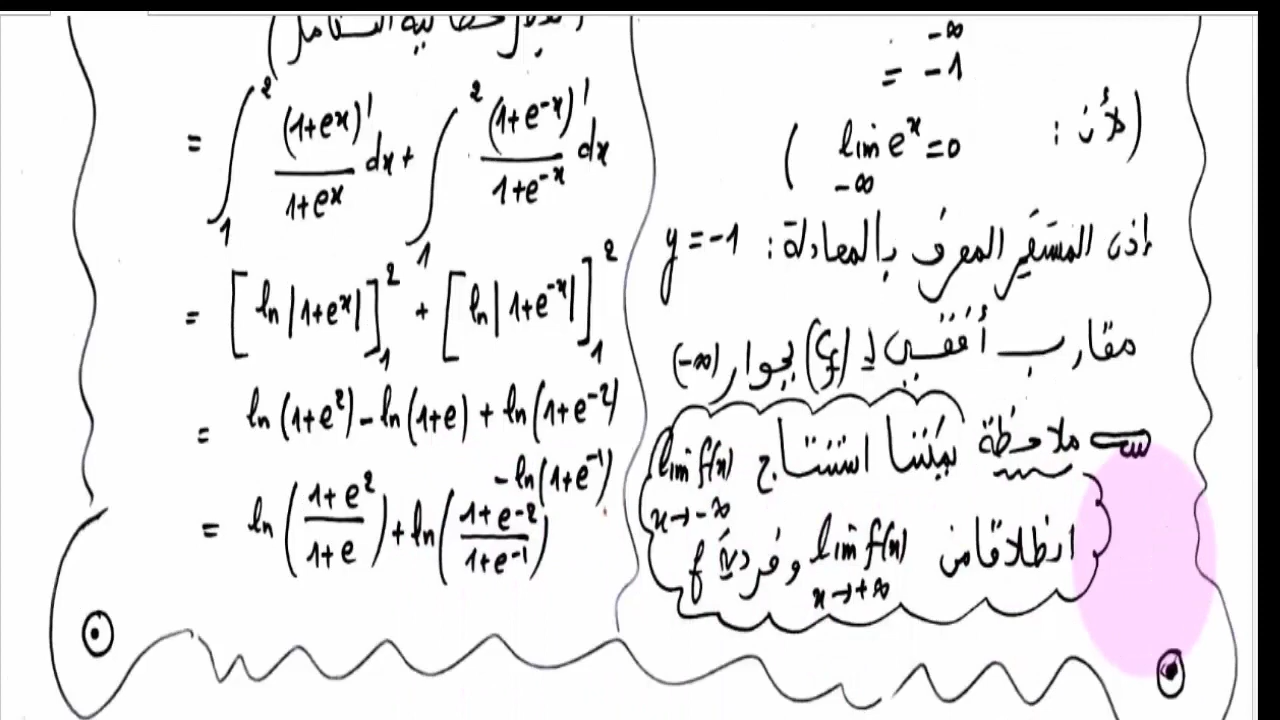 -∞
= -1
(لأن : lim eˣ = 0)
-∞
إذن المستقيم المعرف بالمعادلة : y = -1
مقارب أفقي لـ (Cf) بجوار (-∞)
ملاحظة يمكننا استنتاج lim f(x)
x→-∞
انطلاقا من lim f(x) و فردية f
x→+∞
= ∫₁² (1+eˣ)'/(1+eˣ) dx + ∫₁² (1+e⁻ˣ)'/(1+e⁻ˣ) dx
= [ln|1+eˣ|]₁² + [ln|1+e⁻ˣ|]₁²
= ln(1+e²) - ln(1+e) + ln(1+e⁻²)
- ln(1+e⁻¹)
= ln((1+e²)/(1+e)) + ln((1+e⁻²)/(1+e⁻¹))